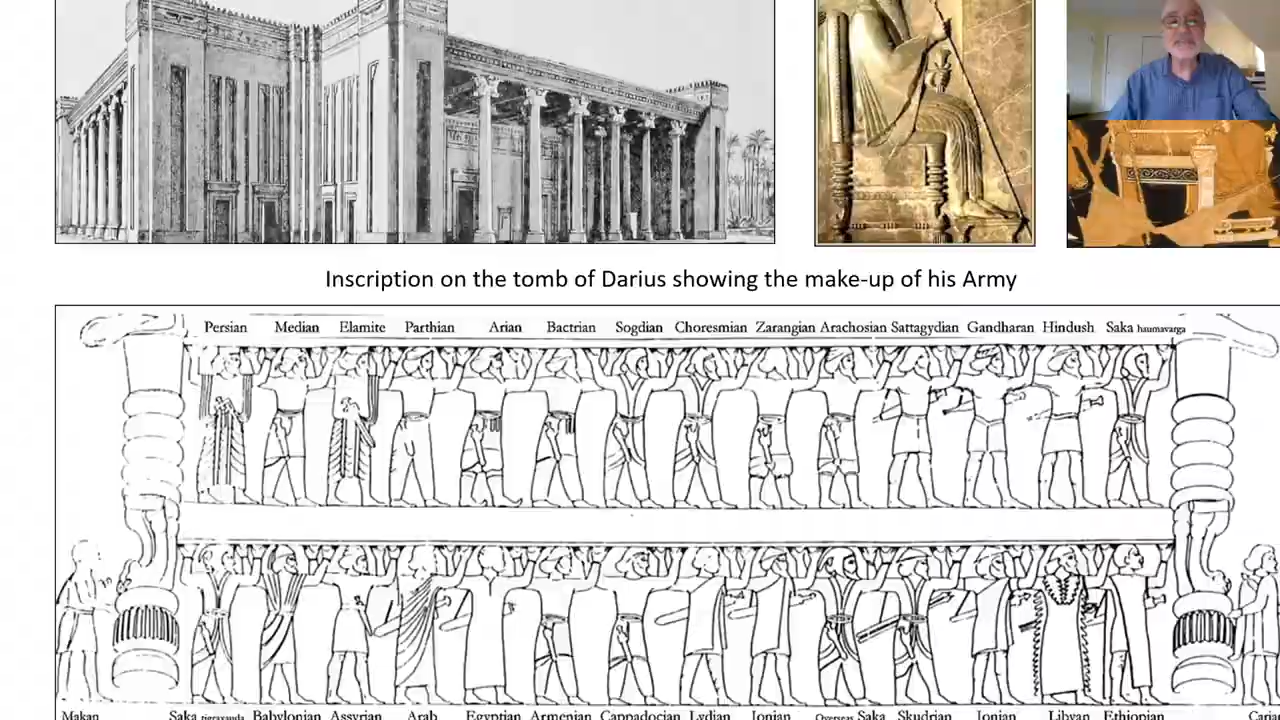 Inscription on the tomb of Darius showing the make-up of his Army
Persian Median Elamite Parthian Arian Bactrian Sogdian Choresmian Zarangian Arachosian Sattagydian Gandharan Hindush Saka haumavarga
Makan Saka tigraxauda Babylonian Assyrian Arab Egyptian Armenian Cappadocian Lydian Ionian Overseas Saka Skudrian Ionian Libyan Ethiopian